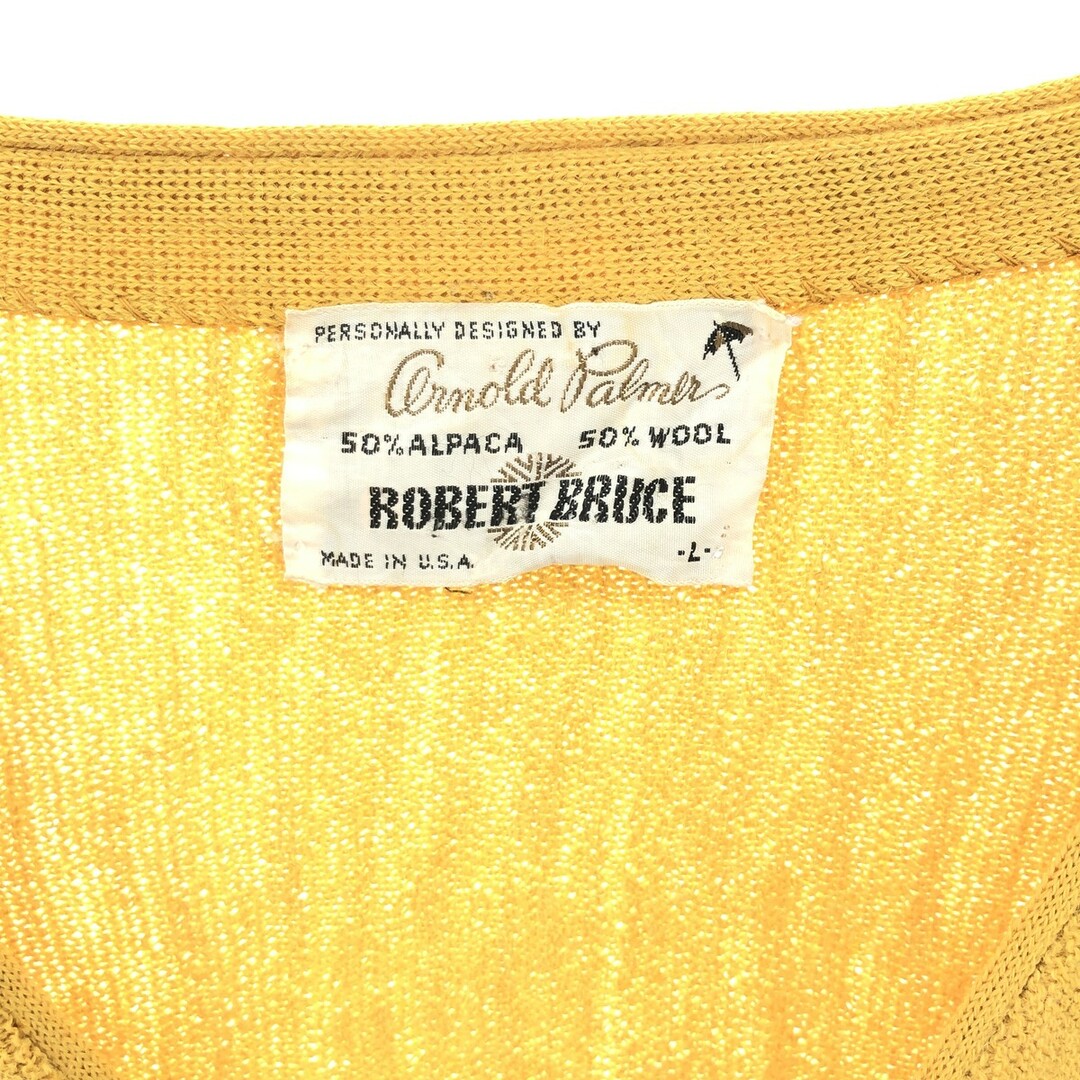 PERSONALLY DESIGNED BY
Arnold Palmer
50% ALPACA 50% WOOL
ROBERT BRUCE
MADE IN U.S.A. -L-